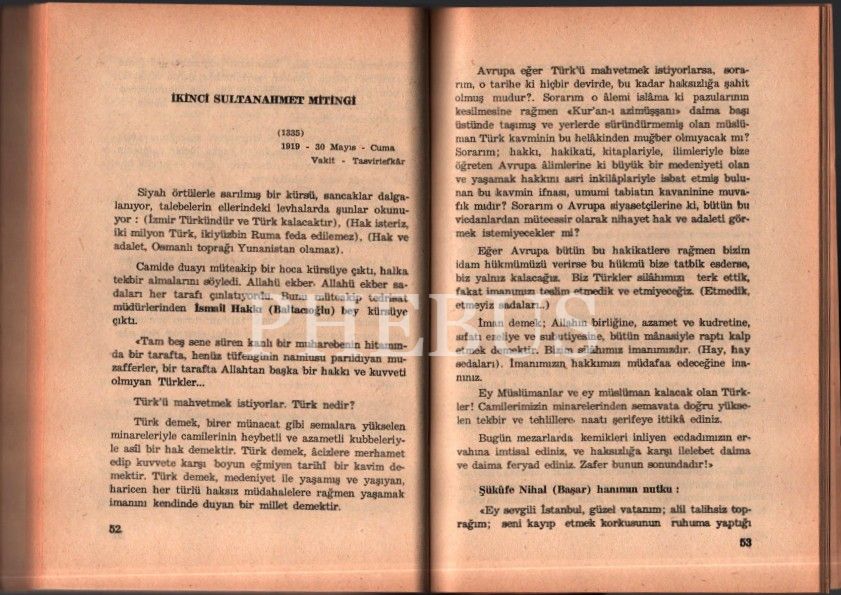 İKİNCİ SULTANAHMET MİTİNGİ
(1335)
1919 - 30 Mayıs - Cuma
Vakit - Tasviriefkâr
Siyah örtülerle sarılmış bir kürsü, sancaklar dalga-
lanıyor, talebelerin ellerindeki levhalarda şunlar okunu-
yor : (İzmir Türkündür ve Türk kalacaktır), (Hak isteriz,
iki milyon Türk, ikiyüzbin Ruma feda edilemez), (Hak ve
adalet, Osmanlı toprağı Yunanistan olamaz).
Camide duayı müteakip bir hoca kürsüye çıktı, halka
tekbir almalarını söyledi. Allahü ekber. Allahü ekber sa-
daları her tarafı çınlatıyordu. Bunu müteakip tedrisat
müdürlerinden İsmail Hakkı (Baltacıoğlu) bey kürsüye
çıktı.
«Tam beş sene süren kanlı bir muharebenin hitamın-
da bir tarafta, henüz tüfenginin namlusu parıldıyan mu-
zafferler, bir tarafta Allahtan başka bir hakkı ve kuvveti
olmıyan Türkler...
Türk'ü mahvetmek istiyorlar. Türk nedir?
Türk demek, birer münacat gibi semalara yükselen
minareleriyle camilerinin heybetli ve azametli kubbeleriy-
le asil bir hak demektir. Türk demek, âcizlere merhamet
edip kuvvete karşı boyun eğmiyen tarihî bir kavim de-
mektir. Türk demek, medeniyet ile yaşamış ve yaşıyan,
haricen her türlü haksız müdahalelere rağmen yaşamak
imanını kendinde duyan bir millet demektir.
52
Avrupa eğer Türk'ü mahvetmek istiyorlarsa, sora-
rım, o tarihe ki hiçbir devirde, bu kadar haksızlığa şahit
olmuş mudur?. Sorarım o âlemi islâma ki pazularının
kesilmesine rağmen «Kur'an-ı azimüşşanı» daima başı
üstünde taşımış ve yerlerde süründürmemiş olan müslü-
man Türk kavminin bu helâkinden muğber olmıyacak mı?
Sorarım; hakkı, hakikati, kitaplariyle, ilimleriyle bize
öğreten Avrupa âlimlerine ki büyük bir medeniyeti olan
ve yaşamak hakkını asri inkilâplariyle isbat etmiş bulu-
nan bu kavmin ifnası, umumi tabiatın kavaninine muva-
fık mıdır? Sorarım o Avrupa siyasetçilerine ki, bütün bu
vicdanlardan müteessir olarak nihayet hak ve adaleti gör-
mek istemiyecekler mi?
Eğer Avrupa bütün bu hakikatlere rağmen bizim
idam hükmümüzü verirse bu hükmü bize tatbik esderse,
biz yalnız kalacağız. Biz Türkler silâhımızı terk ettik,
fakat imanımızı teslim etmedik ve etmiyeceğiz. (Etmedik,
etmeyiz sadaları..)
İman demek; Allahın birliğine, azamet ve kudretine,
sıfatı ezeliye ve subutiyesine, bütün mânasiyle raptı kalp
etmek demektir. Bizim silâhımız imanımızdır. (Hay, hay
sedaları). İmanımızın hakkımızı müdafaa edeceğine ina-
nınız.
Ey Müslümanlar ve ey müslüman kalacak olan Türk-
ler! Camilerimizin minarelerinden semavata doğru yükse-
len tekbir ve tehlillere, naatı şerifeye ittikâ ediniz.
Bugün mezarlarda kemikleri inliyen ecdadımızın er-
vahına imtisal ediniz, ve haksızlığa karşı ilelebet daima
ve daima feryad ediniz. Zafer bunun sonundadır!»
Şükûfe Nihal (Başar) hanımın nutku :
«Ey sevgili İstanbul, güzel vatanım; alil talihsiz top-
rağım; seni kayıp etmek korkusunun ruhuma yaptığı
53
PHEBUS